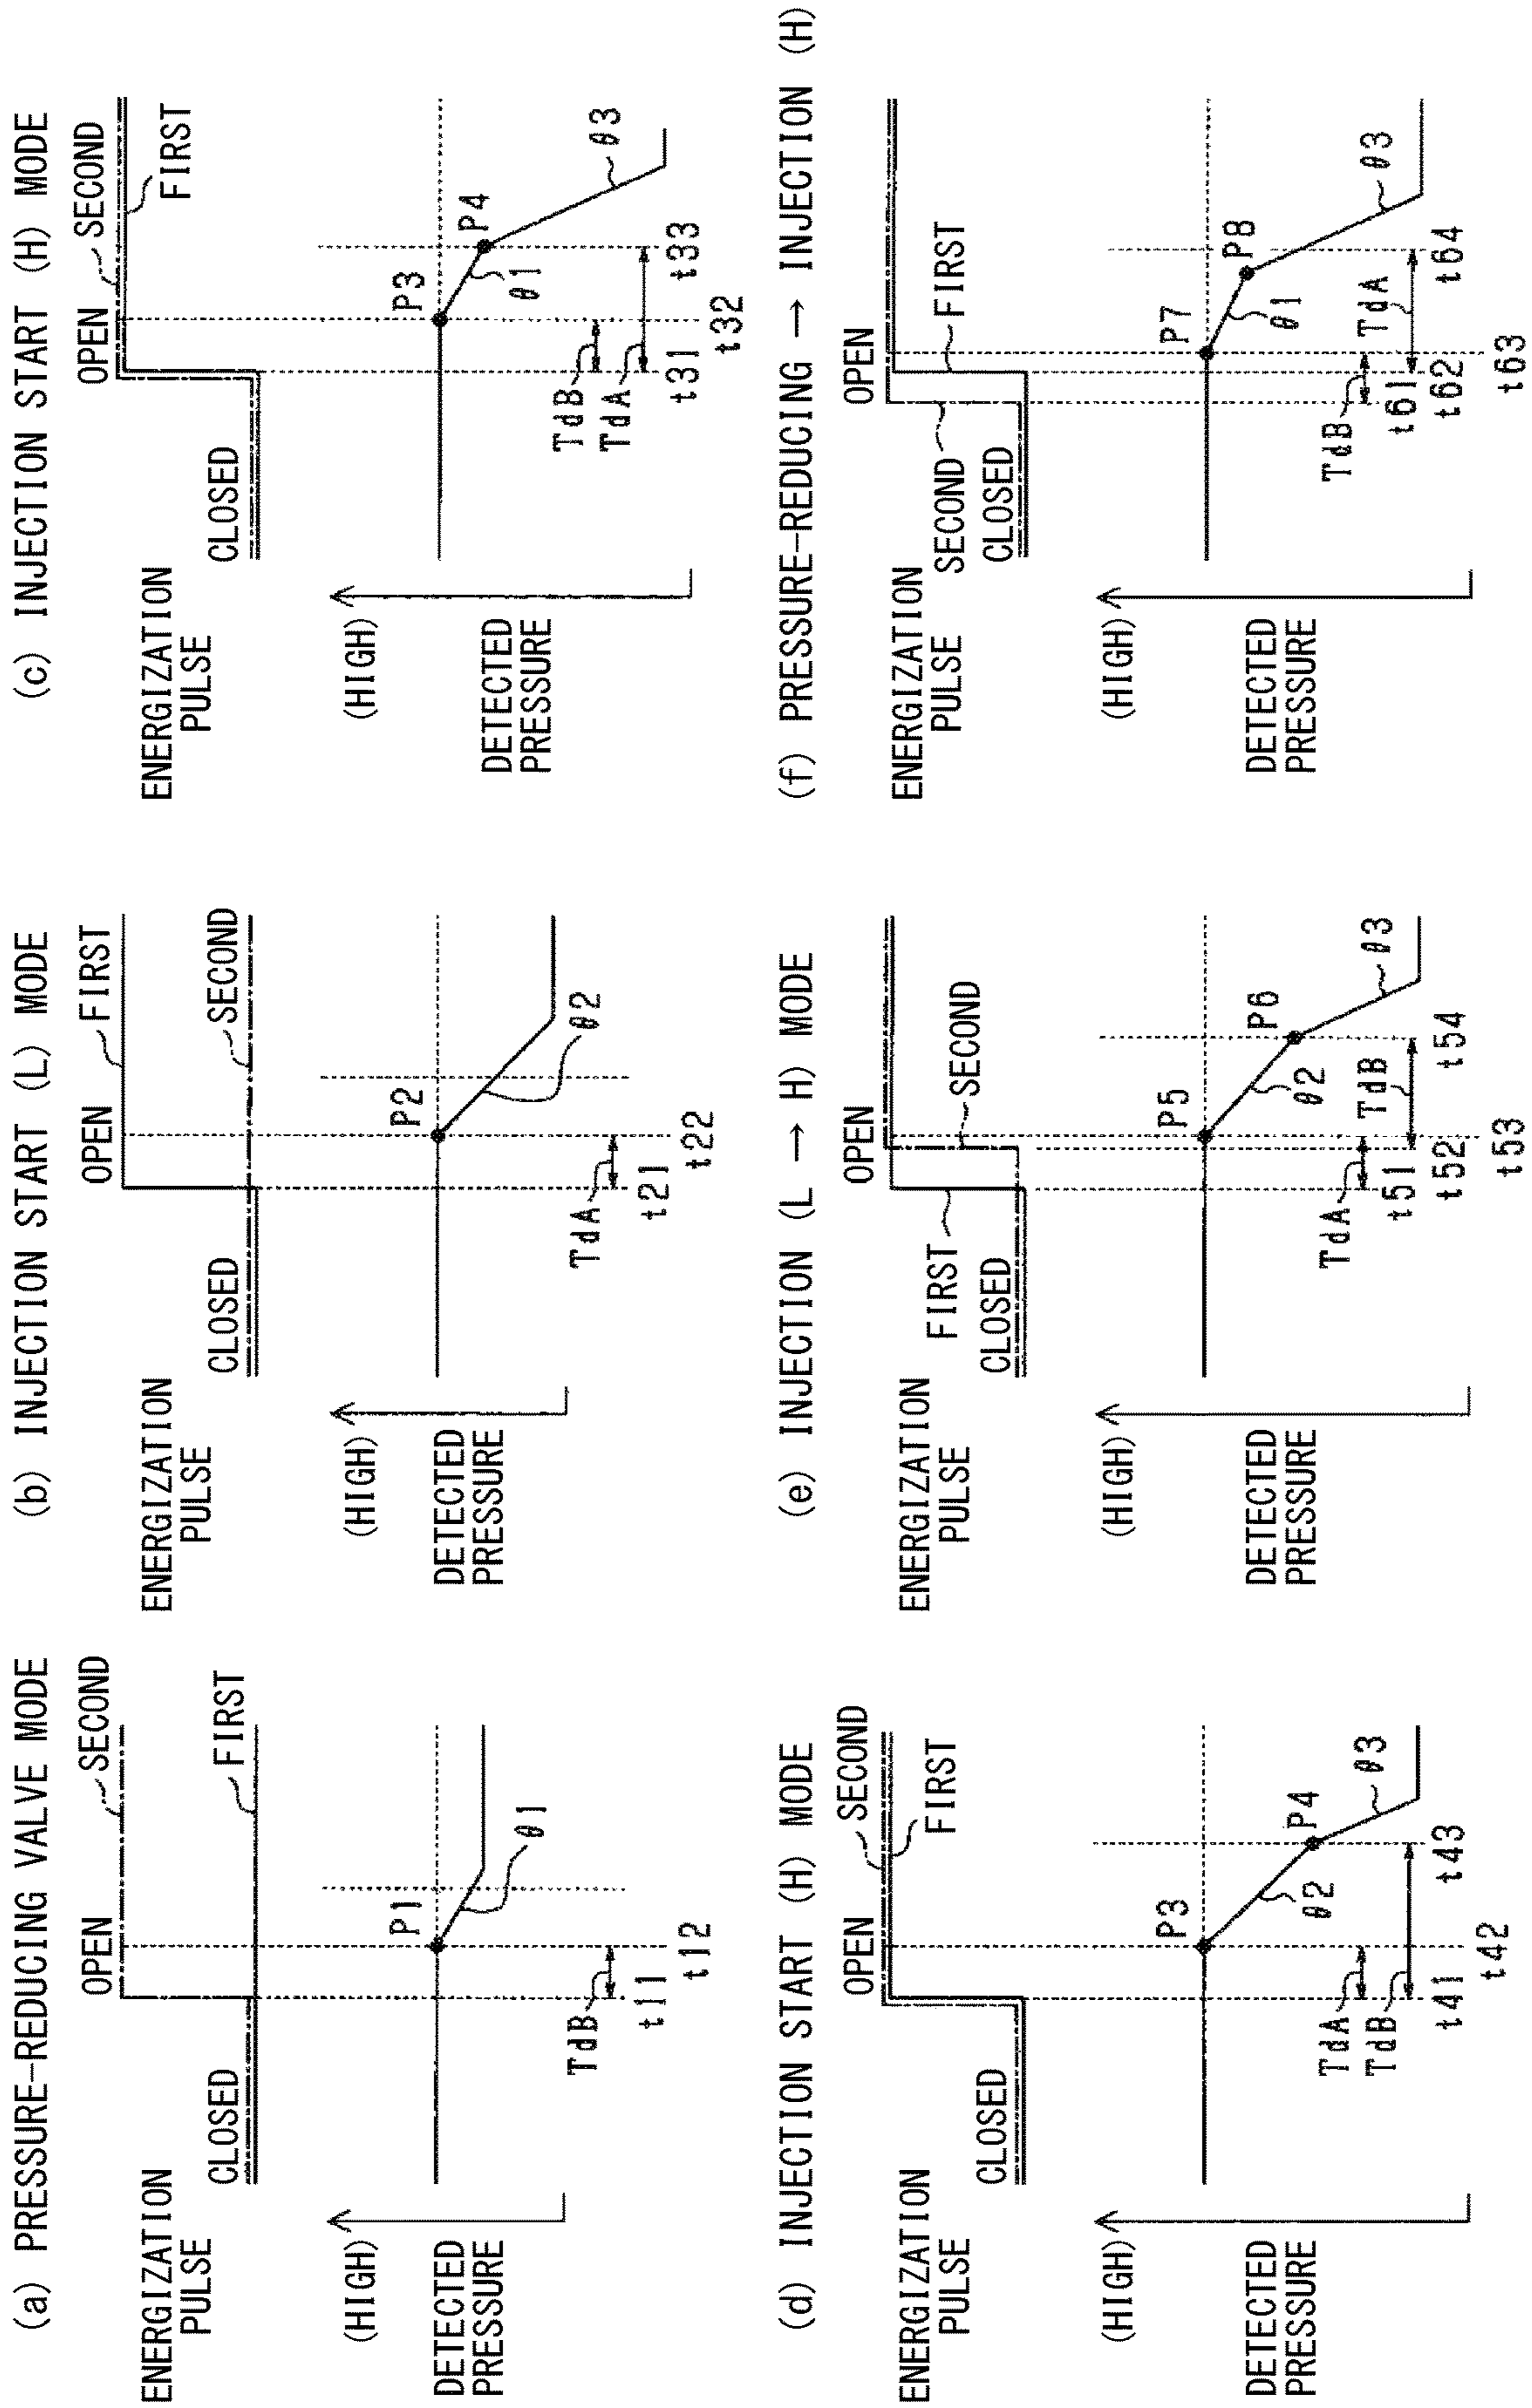 (a) PRESSURE-REDUCING VALVE MODE
ENERGIZATION
PULSE
OPEN
SECOND
CLOSED
FIRST
(HIGH)
DETECTED
PRESSURE
P1
θ1
TdB
t11
t12
(b) INJECTION START (L) MODE
ENERGIZATION
PULSE
OPEN
FIRST
CLOSED
SECOND
(HIGH)
DETECTED
PRESSURE
P2
θ2
TdA
t21
t22
(c) INJECTION START (H) MODE
ENERGIZATION
PULSE
OPEN
SECOND
FIRST
CLOSED
(HIGH)
DETECTED
PRESSURE
P3
P4
θ1
θ3
TdB
TdA
t31
t33
t32
(d) INJECTION START (H) MODE
ENERGIZATION
PULSE
OPEN
SECOND
FIRST
CLOSED
(HIGH)
DETECTED
PRESSURE
P3
P4
θ2
θ3
TdA
TdB
t41
t43
t42
(e) INJECTION (L → H) MODE
ENERGIZATION
PULSE
OPEN
FIRST
SECOND
CLOSED
(HIGH)
DETECTED
PRESSURE
P5
P6
θ2
θ3
TdA
TdB
t51
t52
t54
t53
(f) PRESSURE-REDUCING → INJECTION (H)
ENERGIZATION
PULSE
OPEN
SECOND
FIRST
CLOSED
(HIGH)
DETECTED
PRESSURE
P7
P8
θ1
θ3
TdB
TdA
t61
t62
t64
t63